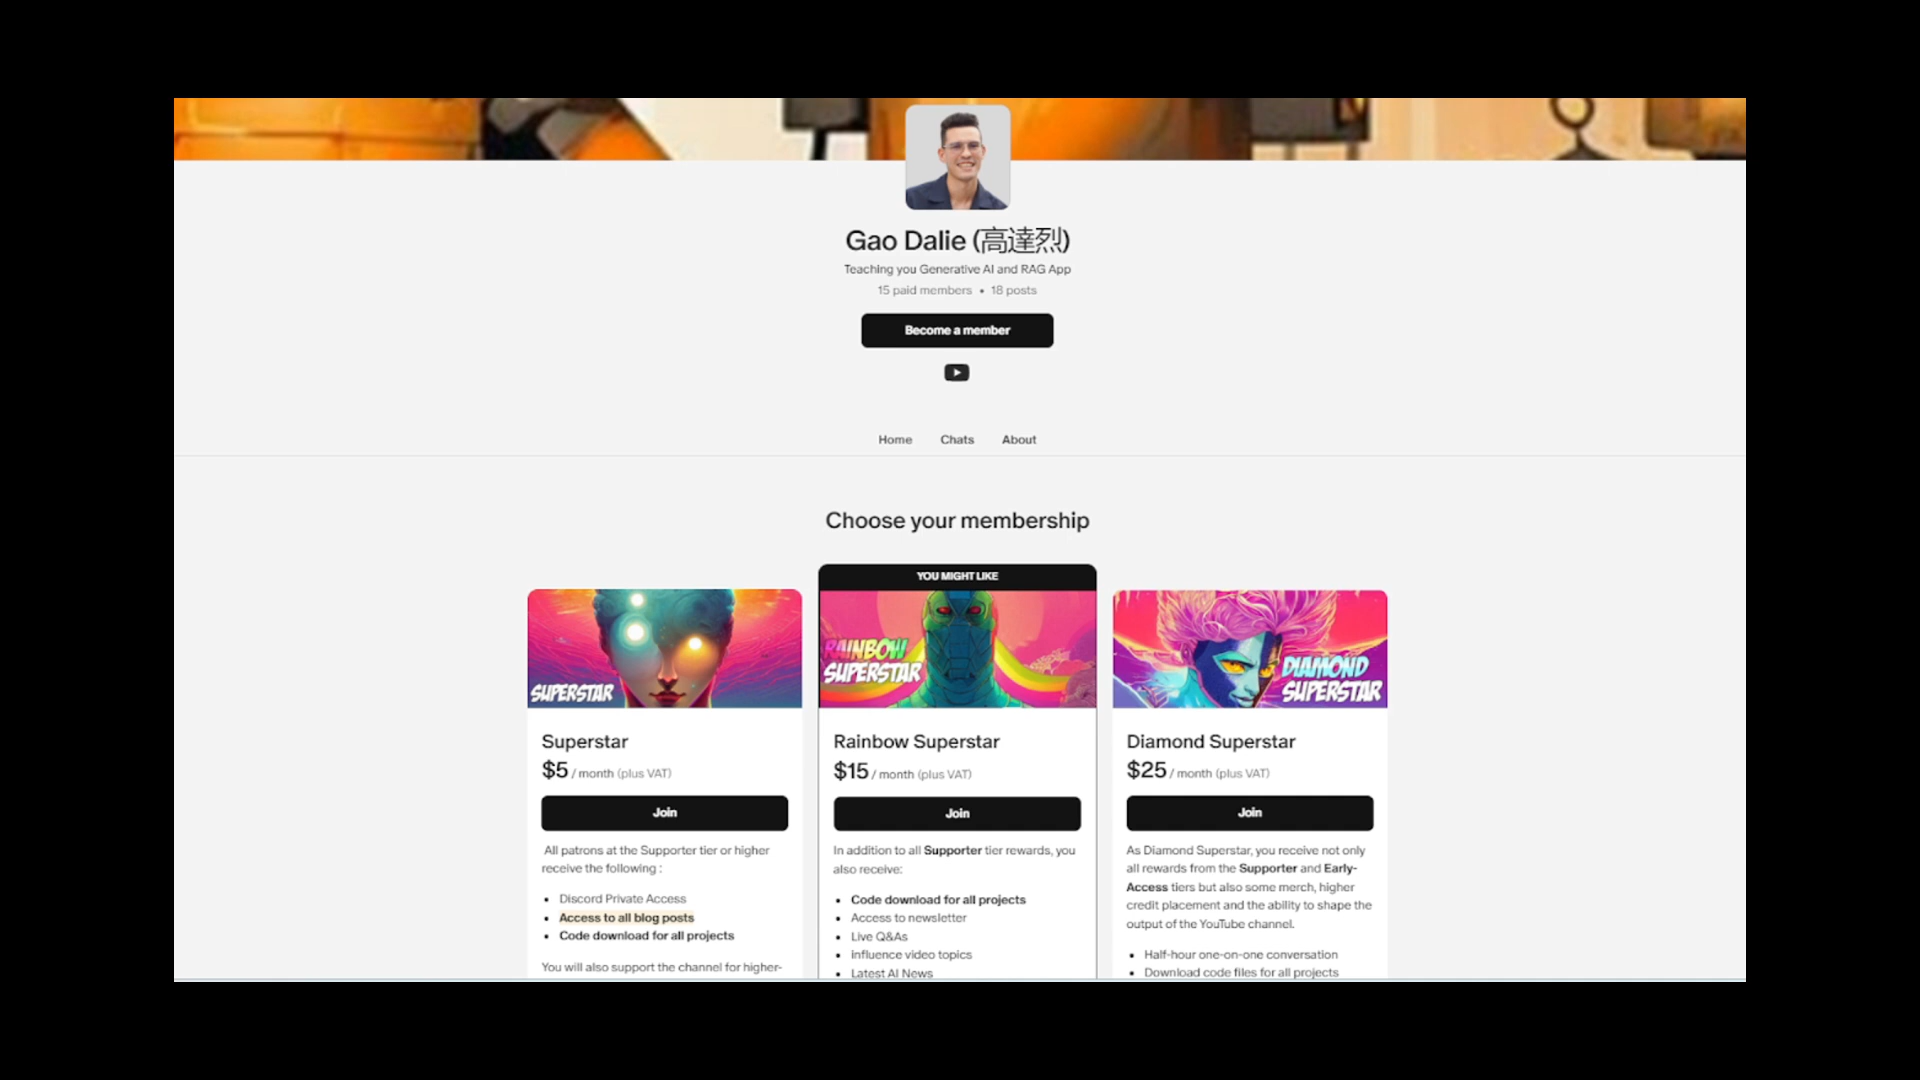 Gao Dalie (高達烈)
Teaching you Generative AI and RAG App
15 paid members • 18 posts
Become a member
Home Chats About
Choose your membership
SUPERSTAR
Superstar
$5 / month (plus VAT)
Join
All patrons at the Supporter tier or higher
receive the following :
• Discord Private Access
• Access to all blog posts
• Code download for all projects
You will also support the channel for higher-
YOU MIGHT LIKE
RAINBOW
SUPERSTAR
Rainbow Superstar
$15 / month (plus VAT)
Join
In addition to all Supporter tier rewards, you
also receive:
• Code download for all projects
• Access to newsletter
• Live Q&As
• Influence video topics
• Latest AI News
DIAMOND
SUPERSTAR
Diamond Superstar
$25 / month (plus VAT)
Join
As Diamond Superstar, you receive not only
all rewards from the Supporter and Early-
Access tiers but also some merch, higher
credit placement and the ability to shape the
output of the YouTube channel.
• Half-hour one-on-one conversation
• Download code files for all projects